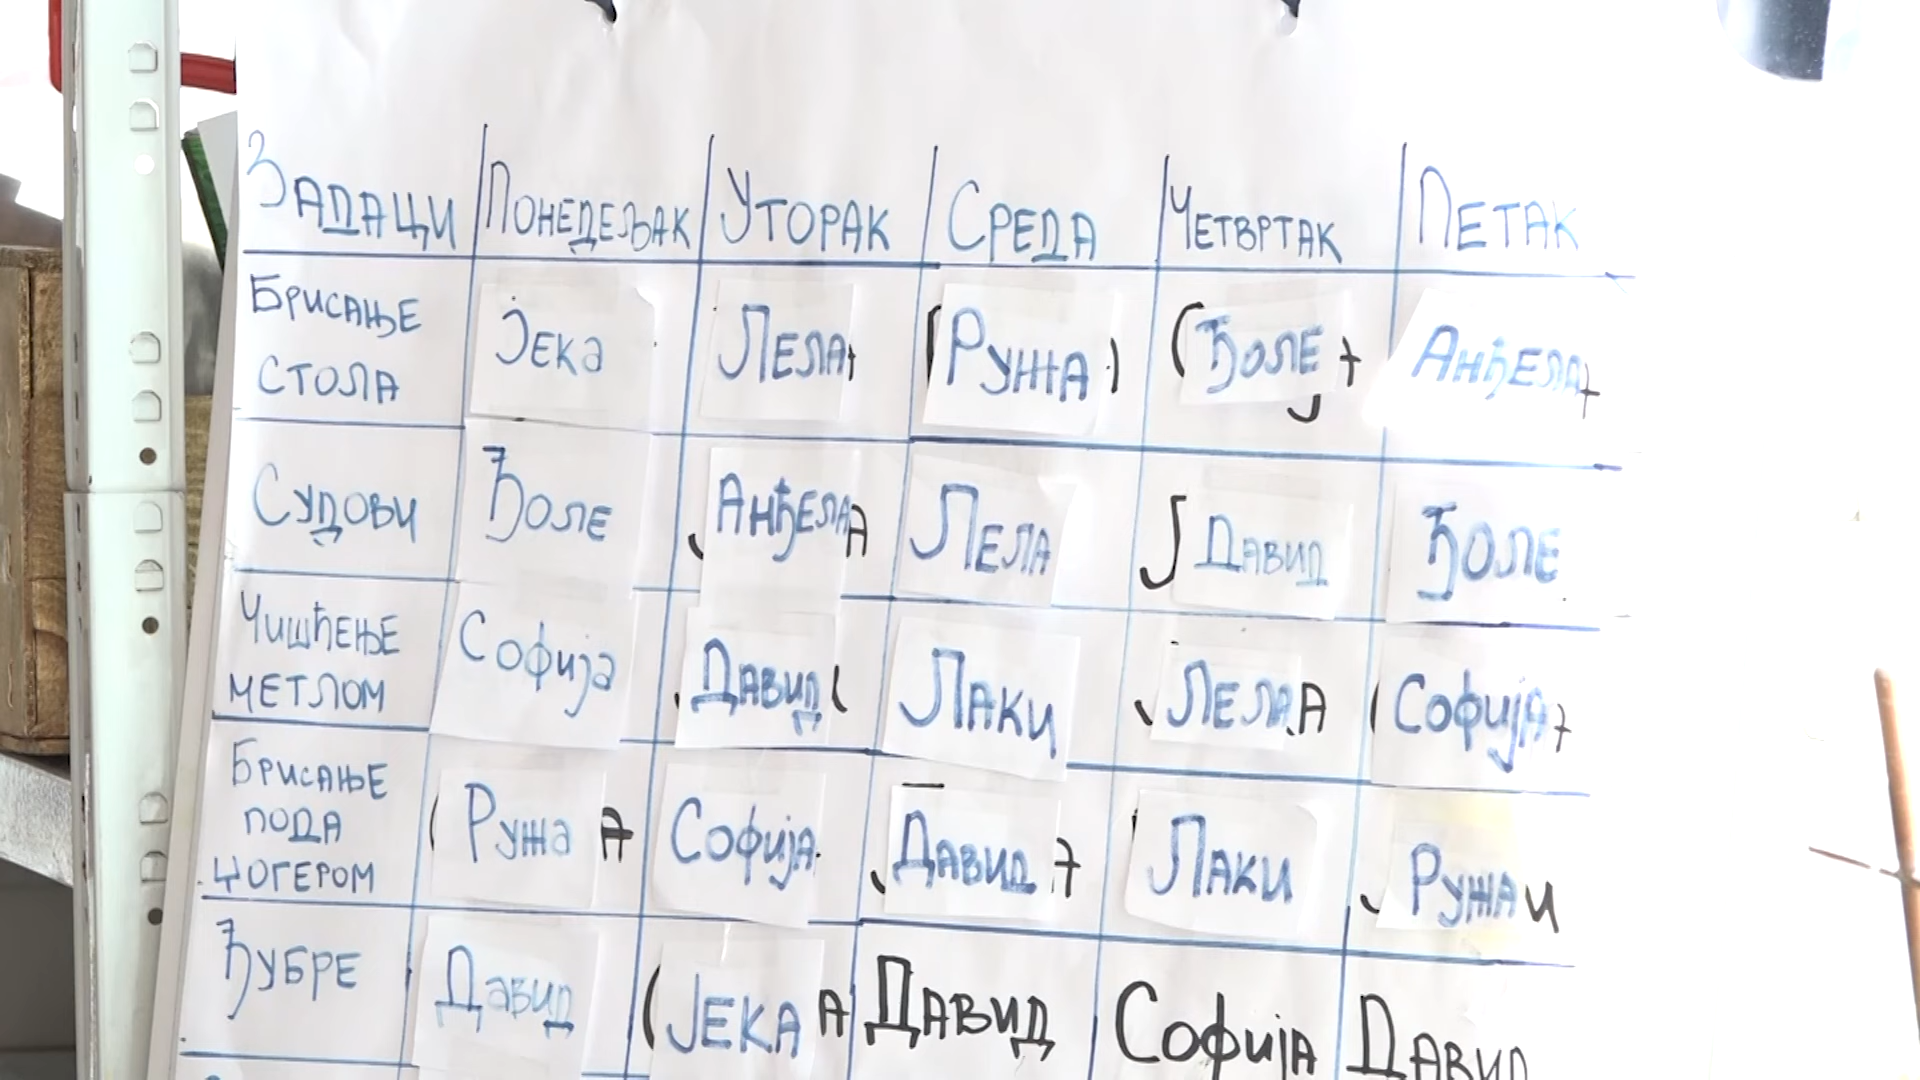 Задаци Понедељак Уторак Среда Четвртак Петак
Брисање
стола Јека Лела Ружа Ђоле Анђела
Судови Ђоле Анђела Лела Давид Ђоле
Чишћење
метлом Софија Давид Лаки Лела Софија
Брисање
пода
џогером Ружа Софија Давид Лаки Ружа
Ђубре Давид Јека Давид Софија Давид